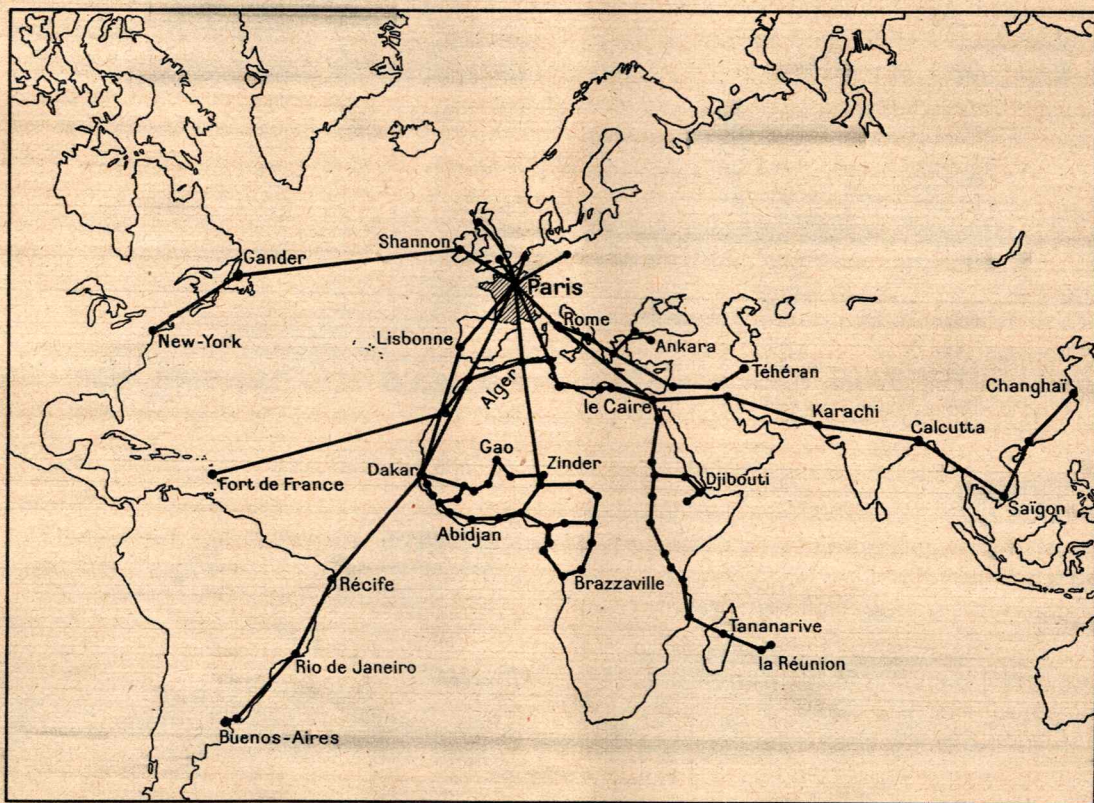 Shannon
Gander
Paris
New-York
Lisbonne
Rome
Ankara
Alger
Téhéran
Changhaï
le Caire
Karachi
Calcutta
Dakar
Gao
Zinder
Fort de France
Djibouti
Saïgon
Abidjan
Récife
Brazzaville
Tananarive
Rio de Janeiro
la Réunion
Buenos-Aires